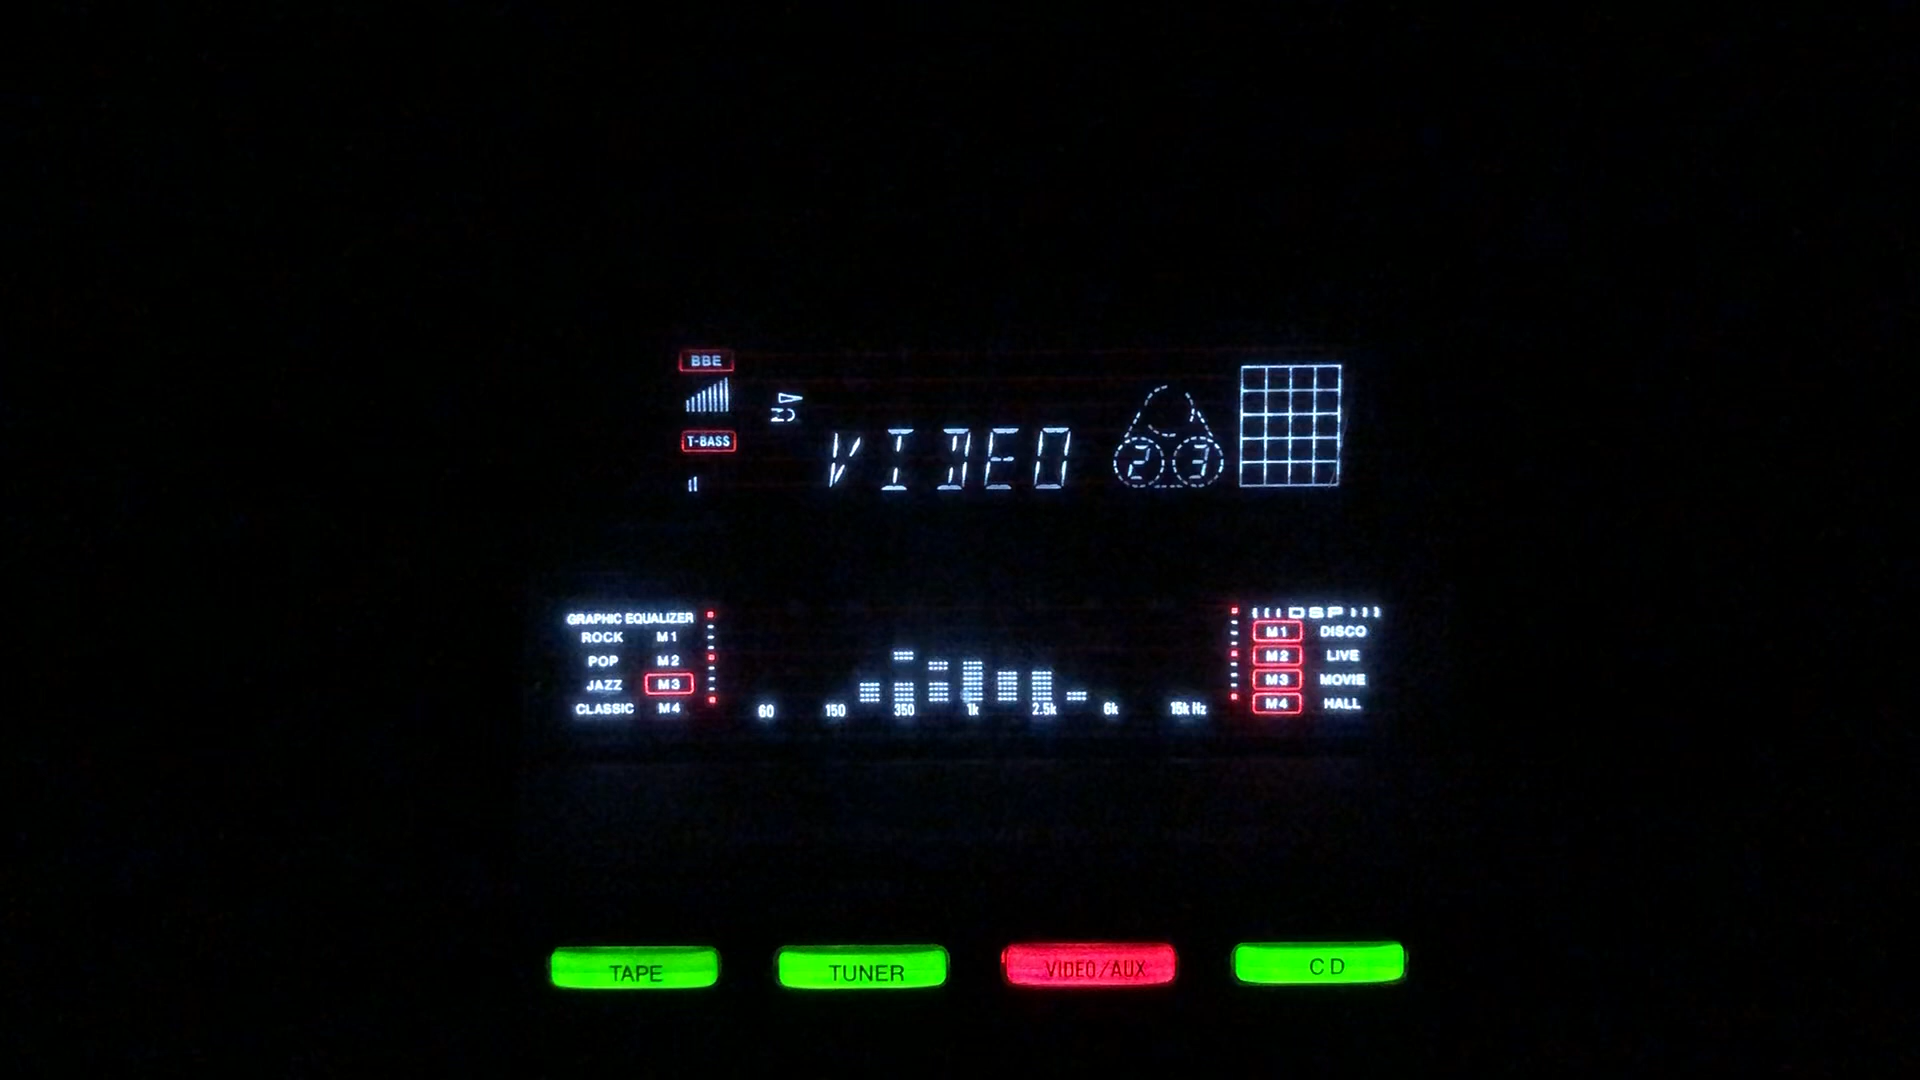 BBE
T-BASS
VIDEO
2 3
GRAPHIC EQUALIZER
ROCK M1
POP M2
JAZZ M3
CLASSIC M4
60 150 350 1k 2.5k 6k 15k Hz
DSP
M1 DISCO
M2 LIVE
M3 MOVIE
M4 HALL
TAPE TUNER VIDEO/AUX CD